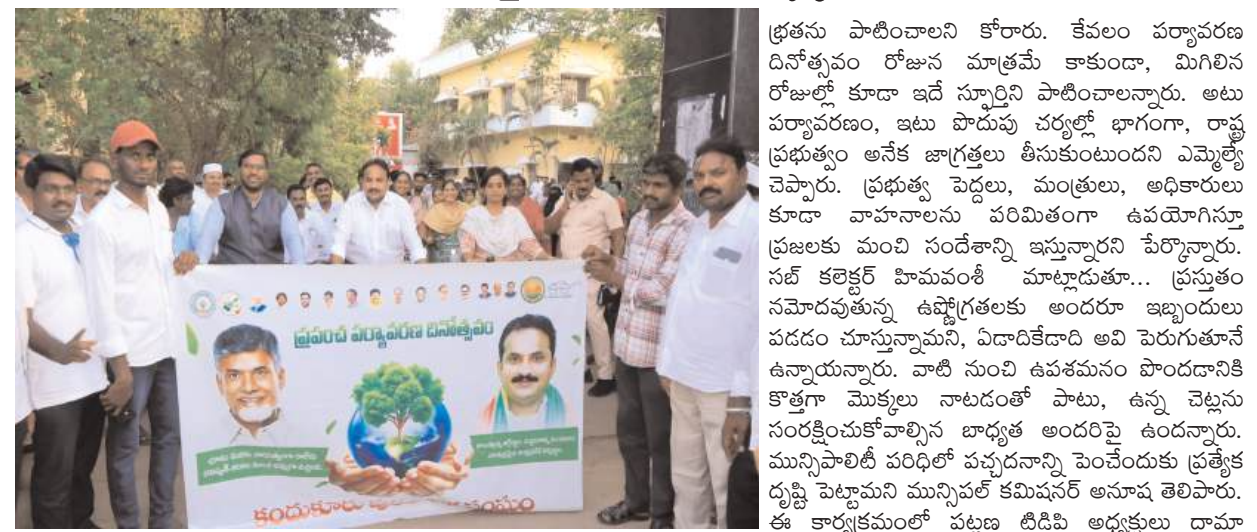 ప్రపంచ పర్యావరణ దినోత్సవం
కందుకూరు
భ్రతను పాటించాలని కోరారు. కేవలం పర్యావరణ
దినోత్సవం రోజున మాత్రమే కాకుండా, మిగిలిన
రోజుల్లో కూడా ఇదే స్ఫూర్తిని పాటించాలన్నారు. అటు
పర్యావరణం, ఇటు పొదుపు చర్యల్లో భాగంగా, రాష్ట్ర
ప్రభుత్వం అనేక జాగ్రత్తలు తీసుకుంటుందని ఎమ్మెల్యే
చెప్పారు. ప్రభుత్వ పెద్దలు, మంత్రులు, అధికారులు
కూడా వాహనాలను పరిమితంగా ఉపయోగిస్తూ
ప్రజలకు మంచి సందేశాన్ని ఇస్తున్నారని పేర్కొన్నారు.
సబ్ కలెక్టర్ హిమవంశీ మాట్లాడుతూ... ప్రస్తుతం
నమోదవుతున్న ఉష్ణోగ్రతలకు అందరూ ఇబ్బందులు
పడడం చూస్తున్నామని, ఏడాదికేడాది అవి పెరుగుతూనే
ఉన్నాయన్నారు. వాటి నుంచి ఉపశమనం పొందడానికి
కొత్తగా మొక్కలు నాటడంతో పాటు, ఉన్న చెట్లను
సంరక్షించుకోవాల్సిన బాధ్యత అందరిపై ఉందన్నారు.
మున్సిపాలిటీ పరిధిలో పచ్చదనాన్ని పెంచేందుకు ప్రత్యేక
దృష్టి పెట్టామని మున్సిపల్ కమిషనర్ అనూష తెలిపారు.
ఈ కార్యక్రమంలో పట్టణ టిడిపి అధ్యక్షులు దామా